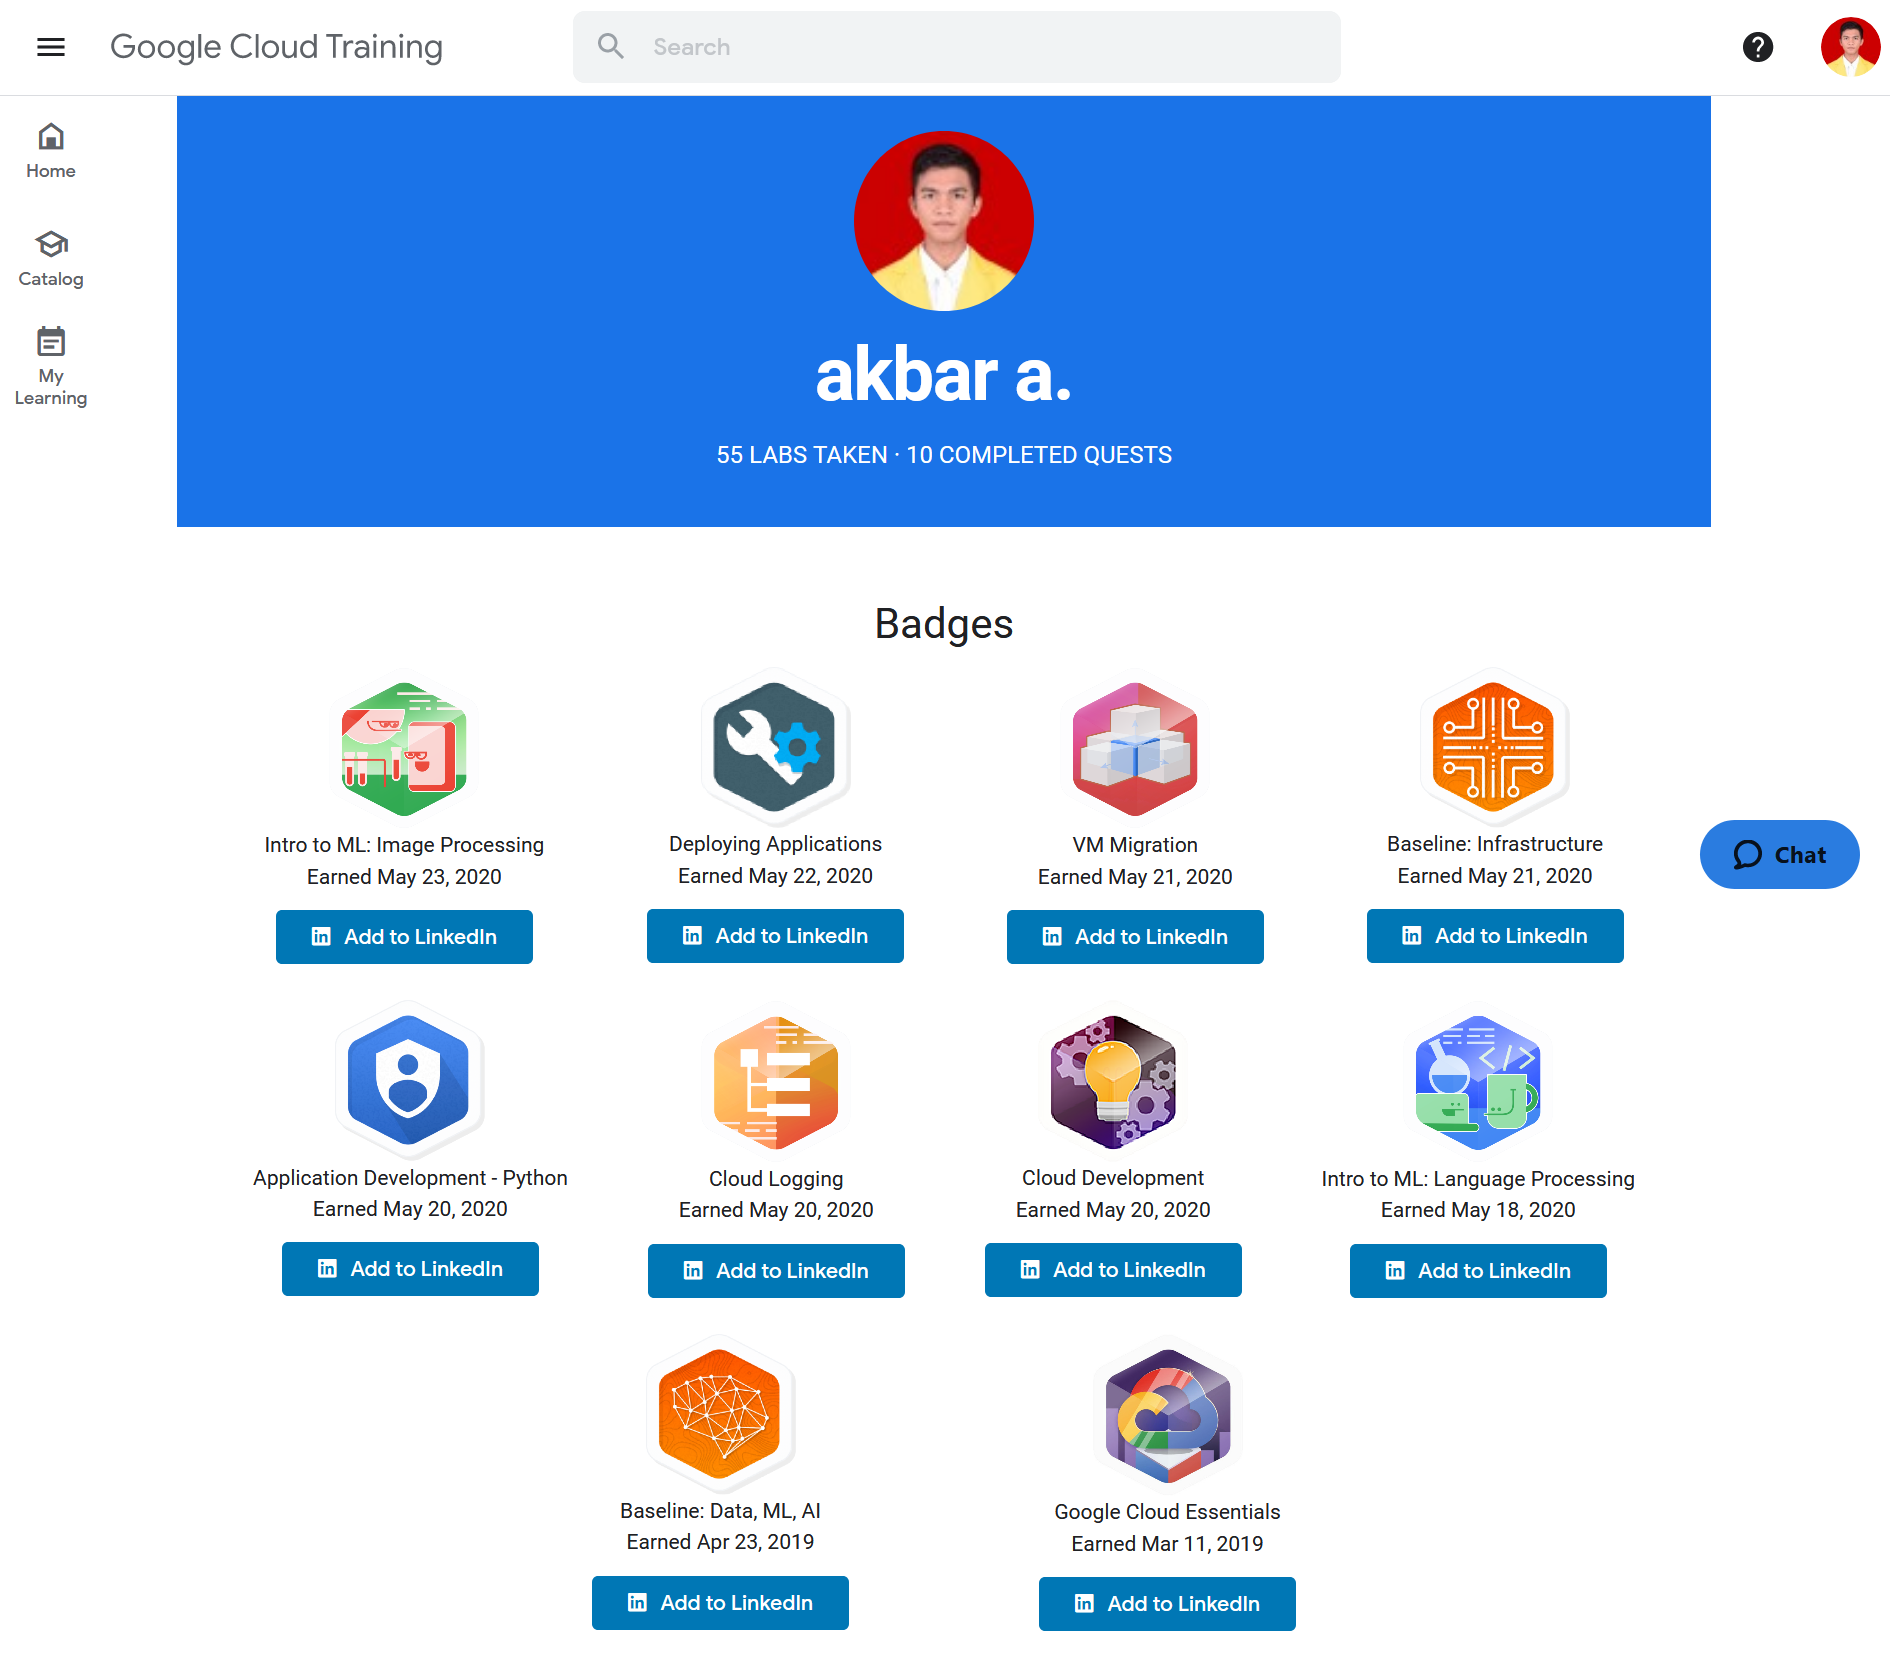 Google Cloud Training
Search
Home
Catalog
My
Learning
akbar a.
55 LABS TAKEN · 10 COMPLETED QUESTS
Badges
Intro to ML: Image Processing
Earned May 23, 2020
Add to LinkedIn
Deploying Applications
Earned May 22, 2020
Add to LinkedIn
VM Migration
Earned May 21, 2020
Add to LinkedIn
Baseline: Infrastructure
Earned May 21, 2020
Add to LinkedIn
Chat
Application Development - Python
Earned May 20, 2020
Add to LinkedIn
Cloud Logging
Earned May 20, 2020
Add to LinkedIn
Cloud Development
Earned May 20, 2020
Add to LinkedIn
Intro to ML: Language Processing
Earned May 18, 2020
Add to LinkedIn
Baseline: Data, ML, AI
Earned Apr 23, 2019
Add to LinkedIn
Google Cloud Essentials
Earned Mar 11, 2019
Add to LinkedIn